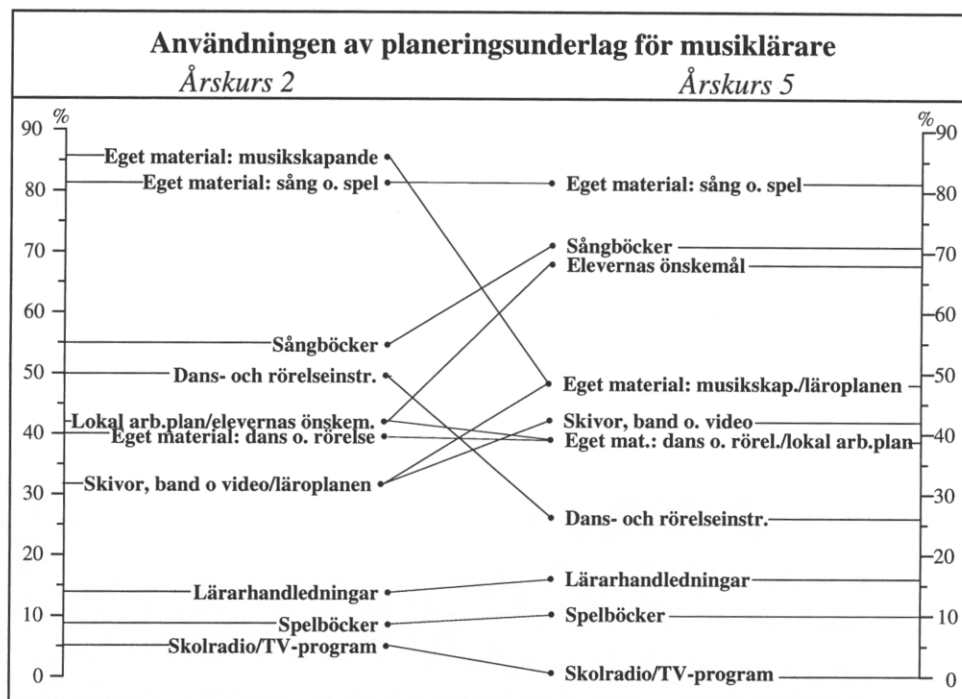 Användningen av planeringsunderlag för musiklärare
Årskurs 2
Årskurs 5
%
90
80
70
60
50
40
30
20
10
0
Eget material: musikskapande
Eget material: sång o. spel
Sångböcker
Dans- och rörelseinstr.
Lokal arb.plan/elevernas önskem.
Eget material: dans o. rörelse
Skivor, band o video/läroplanen
Lärarhandledningar
Spelböcker
Skolradio/TV-program
Eget material: sång o. spel
Sångböcker
Elevernas önskemål
Eget material: musikskap./läroplanen
Skivor, band o. video
Eget mat.: dans o. rörel./lokal arb.plan
Dans- och rörelseinstr.
Lärarhandledningar
Spelböcker
Skolradio/TV-program
%
90
80
70
60
50
40
30
20
10
0